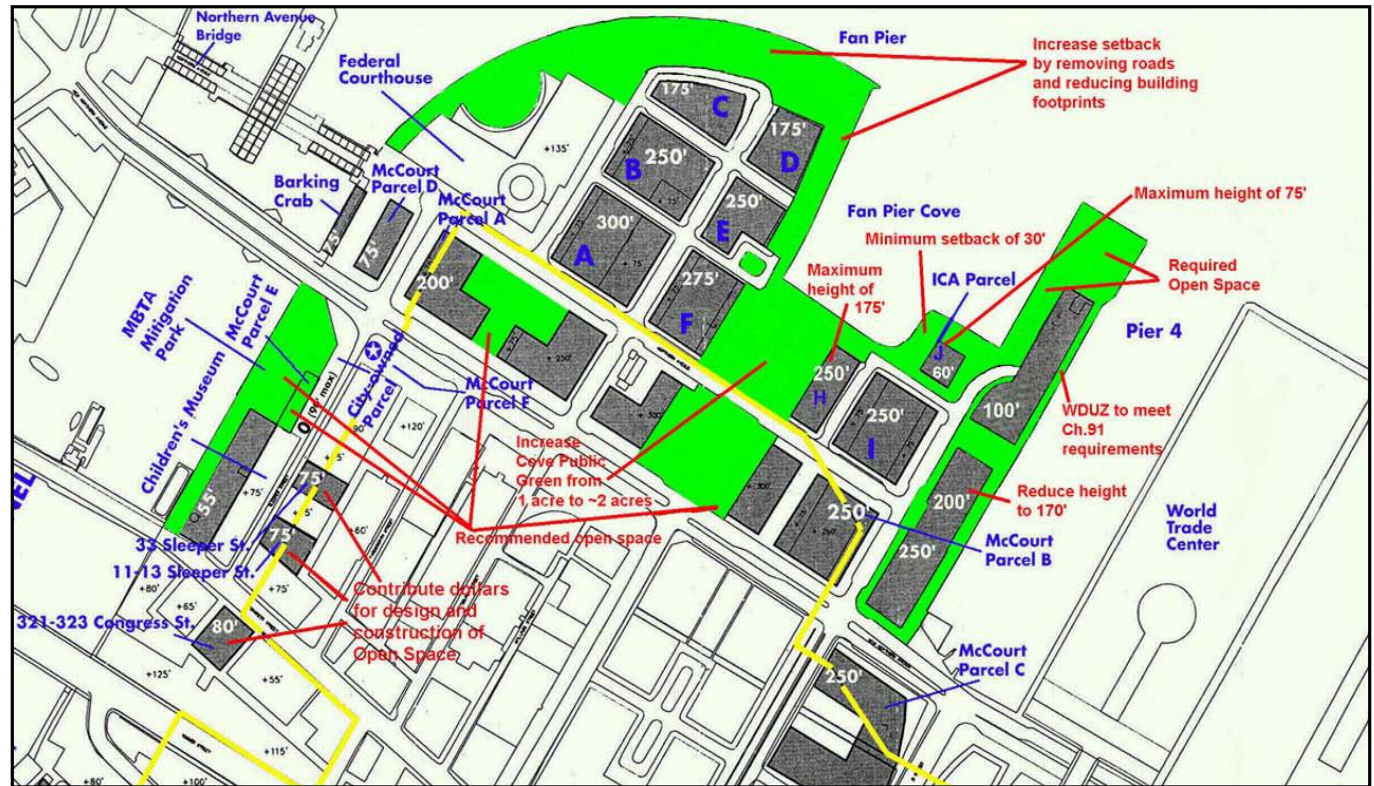 Northern Avenue
Bridge
Federal
Courthouse
Fan Pier
Increase setback
by removing roads
and reducing building
footprints
175'
C
+135'
B
250'
175'
D
Barking
Crab
McCourt
Parcel D
McCourt
Parcel A
75'
75'
300'
A
+75'
250'
E
Fan Pier Cove
Maximum height of 75'
Minimum setback of 30'
ICA Parcel
Required
Open Space
Maximum
height of
175'
200'
275'
F
MBTA
Mitigation
Park
McCourt
Parcel E
Children's Museum
City-owned
Parcel
McCourt
Parcel F
Pier 4
J
60'
250'
H
250'
I
100'
WDUZ to meet
Ch.91
requirements
+120'
Increase
Cove Public
Green from
1 acre to ~2 acres
Recommended open space
55'
+75'
75'
+60'
200'
Reduce height
to 170'
250'
250'
McCourt
Parcel B
World
Trade
Center
33 Sleeper St.
75'
11-13 Sleeper St.
+80'
+65'
+75'
321-323 Congress St.
80'
Contribute dollars
for design and
construction of
Open Space
+125'
+55'
McCourt
Parcel C
250'
+115'
+80'
+100'